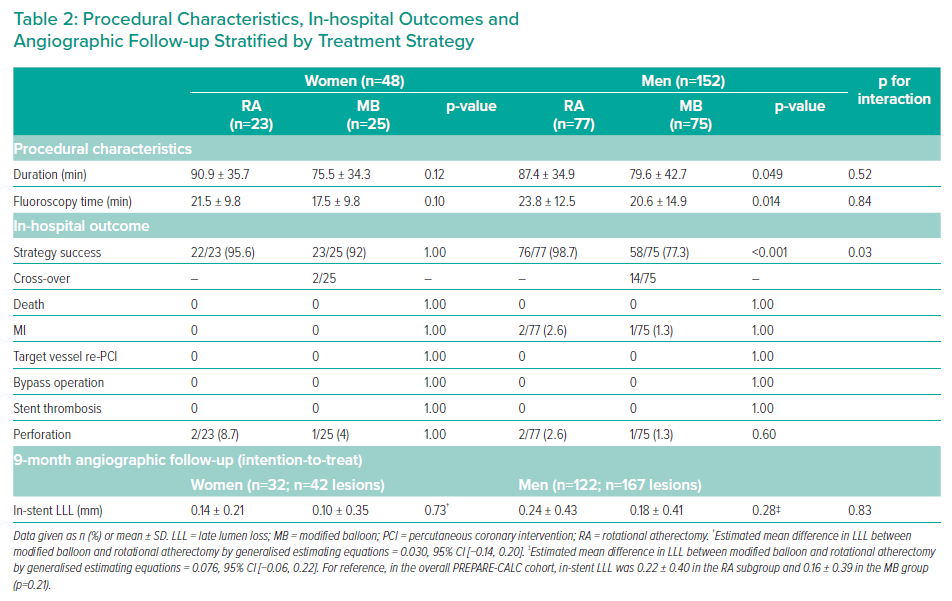 Table 2: Procedural Characteristics, In-hospital Outcomes and
Angiographic Follow-up Stratified by Treatment Strategy
Women (n=48) Men (n=152) p for interaction
RA (n=23) MB (n=25) p-value RA (n=77) MB (n=75) p-value
Procedural characteristics
Duration (min) 90.9 ± 35.7 75.5 ± 34.3 0.12 87.4 ± 34.9 79.6 ± 42.7 0.049 0.52
Fluoroscopy time (min) 21.5 ± 9.8 17.5 ± 9.8 0.10 23.8 ± 12.5 20.6 ± 14.9 0.014 0.84
In-hospital outcome
Strategy success 22/23 (95.6) 23/25 (92) 1.00 76/77 (98.7) 58/75 (77.3) <0.001 0.03
Cross-over – 2/25 – – 14/75 –
Death 0 0 1.00 0 0 1.00
MI 0 0 1.00 2/77 (2.6) 1/75 (1.3) 1.00
Target vessel re-PCI 0 0 1.00 0 0 1.00
Bypass operation 0 0 1.00 0 0 1.00
Stent thrombosis 0 0 1.00 0 0 1.00
Perforation 2/23 (8.7) 1/25 (4) 1.00 2/77 (2.6) 1/75 (1.3) 0.60
9-month angiographic follow-up (intention-to-treat)
Women (n=32; n=42 lesions) Men (n=122; n=167 lesions)
In-stent LLL (mm) 0.14 ± 0.21 0.10 ± 0.35 0.73† 0.24 ± 0.43 0.18 ± 0.41 0.28‡ 0.83
Data given as n (%) or mean ± SD. LLL = late lumen loss; MB = modified balloon; PCI = percutaneous coronary intervention; RA = rotational atherectomy. †Estimated mean difference in LLL between
modified balloon and rotational atherectomy by generalised estimating equations = 0.030, 95% CI [−0.14, 0.20]. ‡Estimated mean difference in LLL between modified balloon and rotational atherectomy
by generalised estimating equations = 0.076, 95% CI [−0.06, 0.22]. For reference, in the overall PREPARE-CALC cohort, in-stent LLL was 0.22 ± 0.40 in the RA subgroup and 0.16 ± 0.39 in the MB group
(p=0.21).